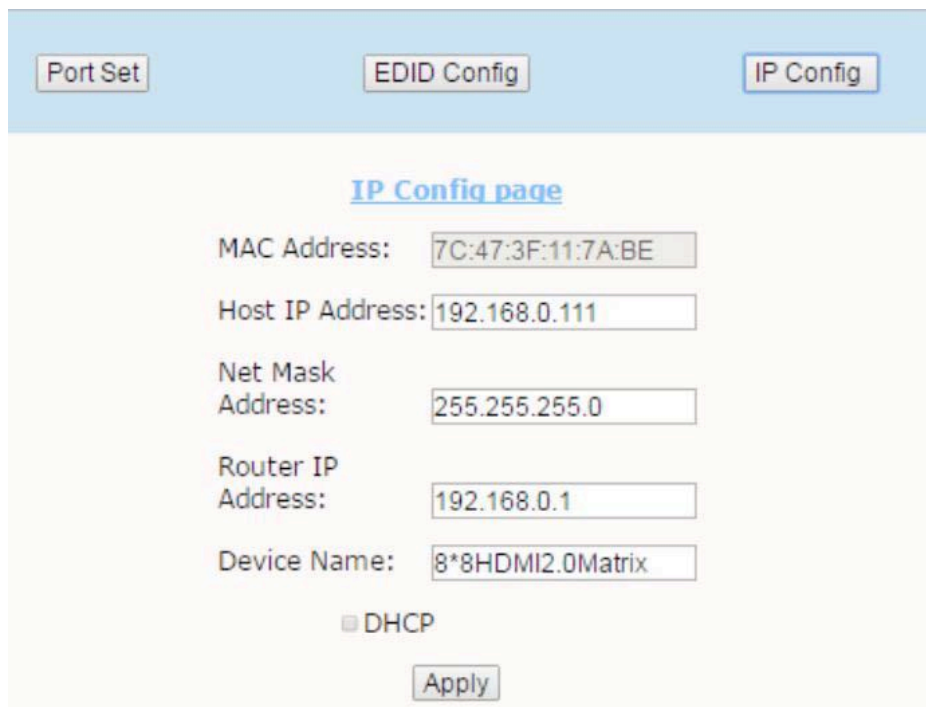 Port Set EDID Config IP Config
IP Config page
MAC Address: 7C:47:3F:11:7A:BE
Host IP Address: 192.168.0.111
Net Mask
Address: 255.255.255.0
Router IP
Address: 192.168.0.1
Device Name: 8*8HDMI2.0Matrix
DHCP
Apply